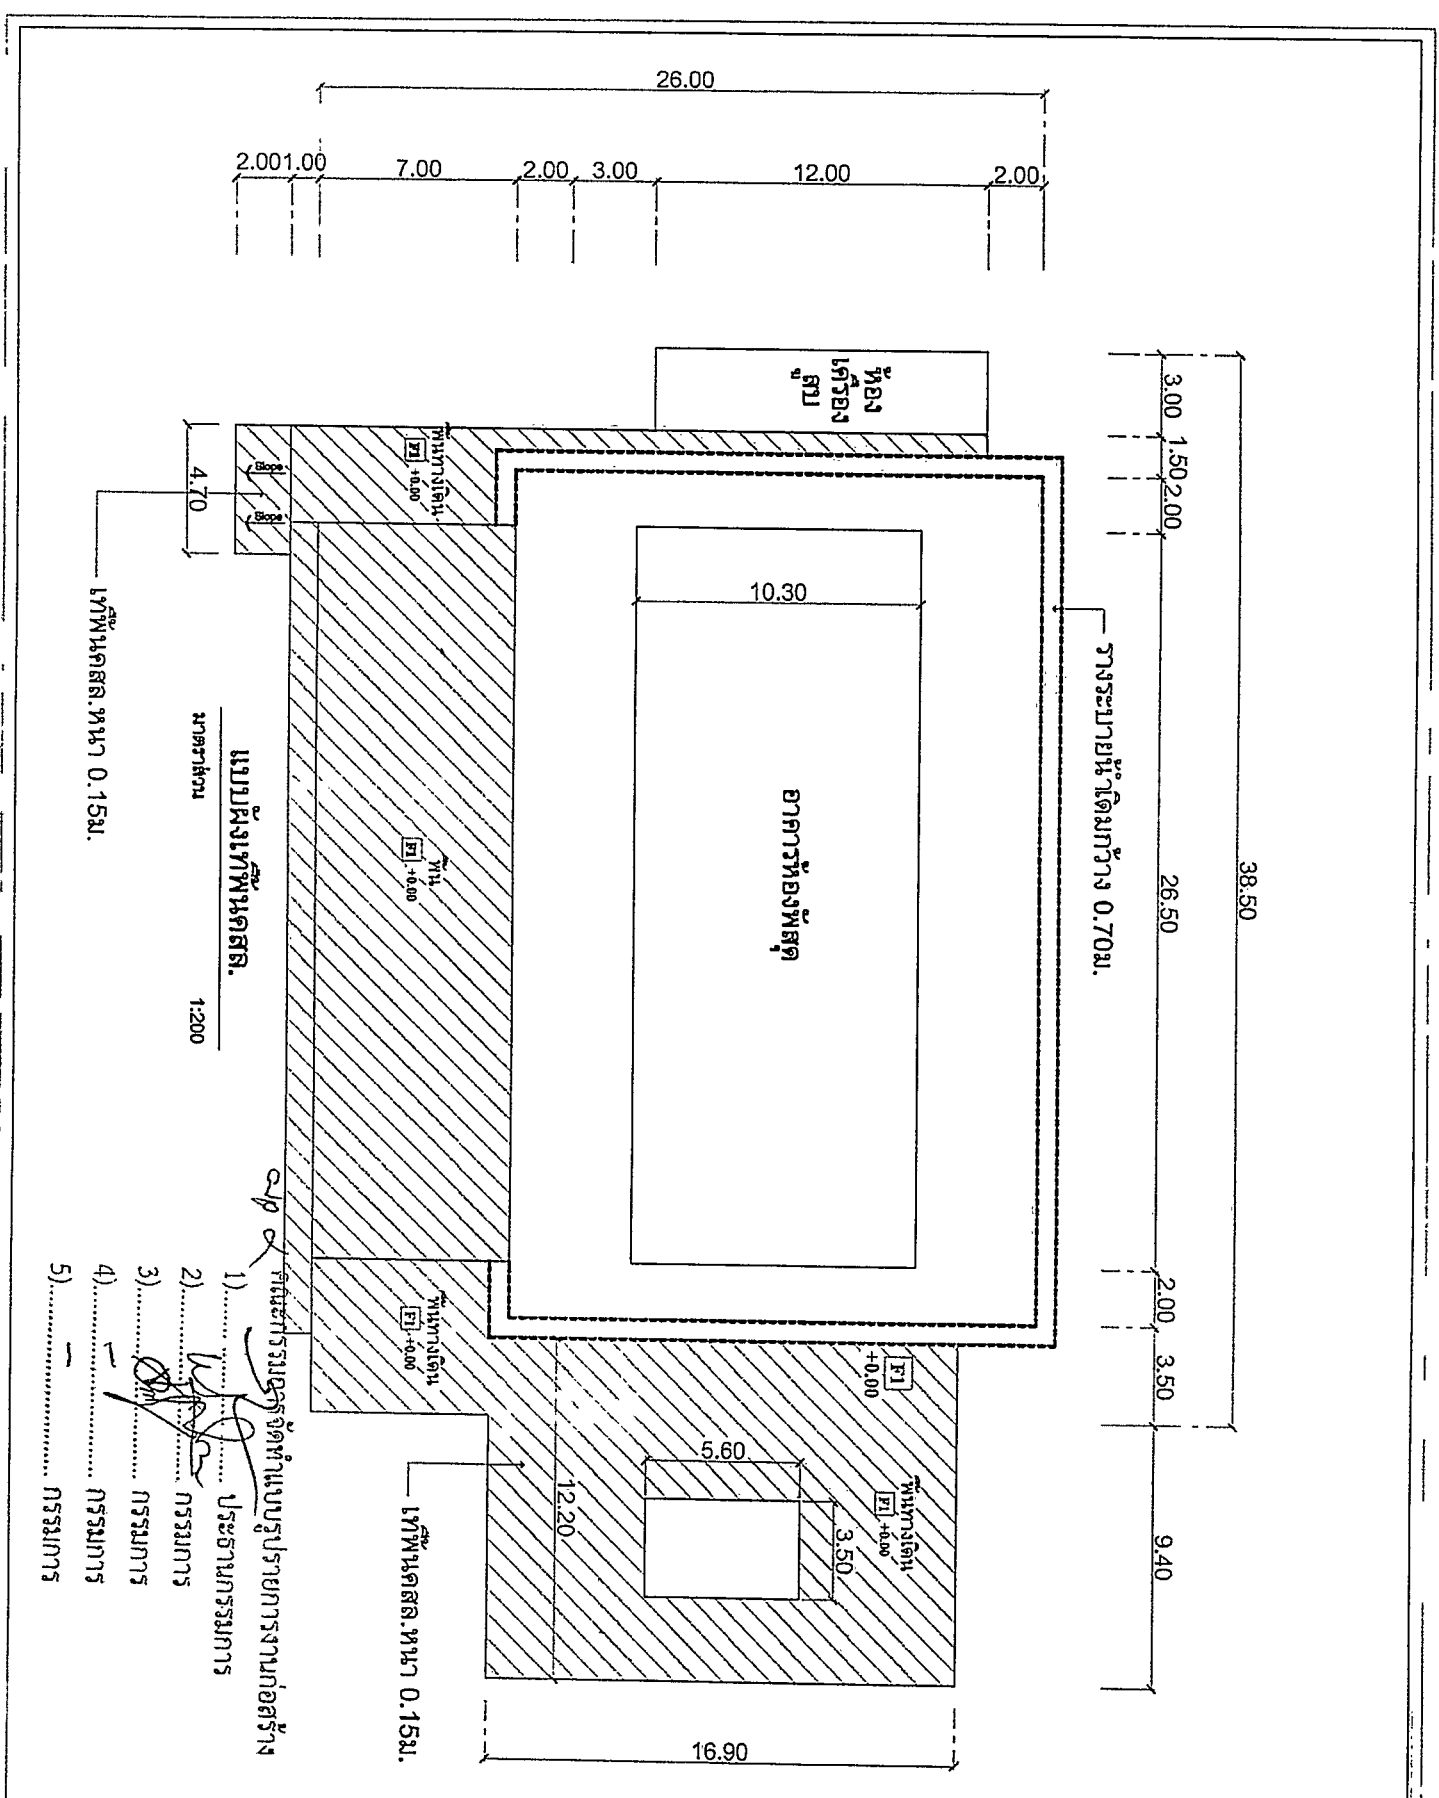 26.00
2.00
1.00
7.00
2.00
3.00
12.00
2.00
38.50
3.00
1.50
2.00
26.50
2.00
3.50
9.40
รางระบายน้ำเดิมกว้าง 0.70ม.
ห้อง
เครื่อง
สูบ
10.30
อาคารห้องพัสดุ
พื้นทางเดิน
F1 +0.00
Slope
Slope
4.70
เทพื้นคสล.หนา 0.15ม.
พื้น
F1 +0.00
พื้นทางเดิน
F1 +0.00
F1
+0.00
พื้นทางเดิน
F1 +0.00
5.60
3.50
12.20
16.90
เทพื้นคสล.หนา 0.15ม.
แบบผังเทพื้นคสล.
มาตราส่วน 1:200
คณะกรรมการจัดทำแบบรูปรายการงานก่อสร้าง
1) ประธานกรรมการ
2) กรรมการ
3) กรรมการ
4) กรรมการ
5) กรรมการ